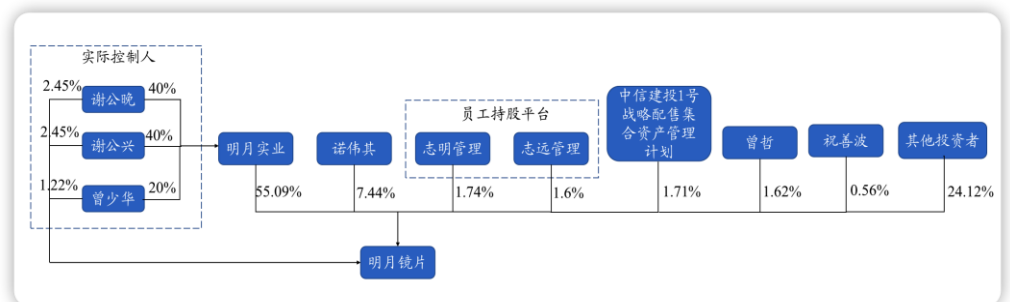 实际控制人
2.45%
谢公晚
40%
2.45%
谢公兴
40%
1.22%
曾少华
20%
明月实业
55.09%
诺伟其
7.44%
员工持股平台
志明管理
1.74%
志远管理
1.6%
中信建投1号
战略配售集
合资产管理
计划
1.71%
曾哲
1.62%
祝善波
0.56%
其他投资者
24.12%
明月镜片